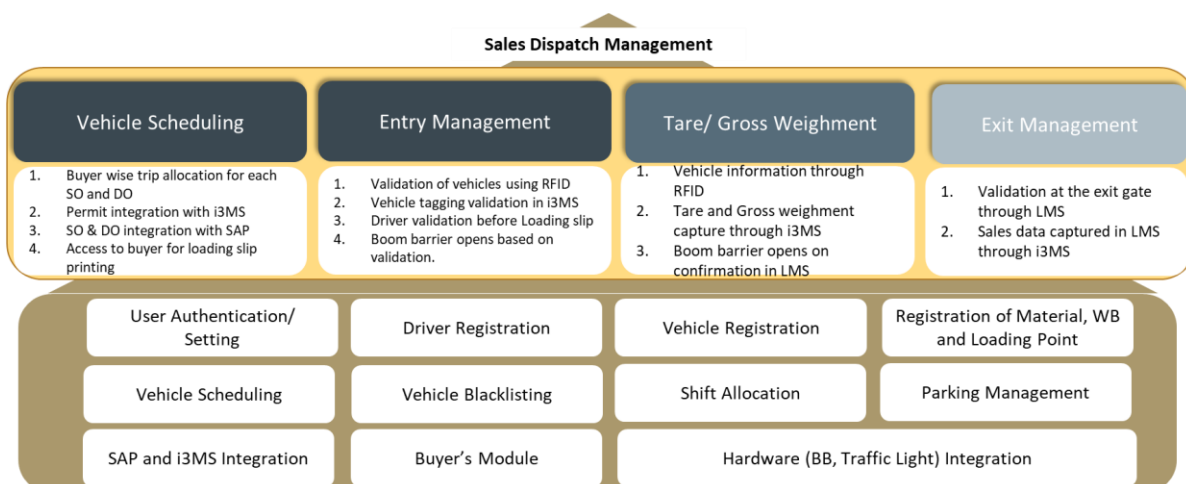 Sales Dispatch Management
Vehicle Scheduling
Entry Management
Tare/ Gross Weighment
Exit Management
1. Buyer wise trip allocation for each
SO and DO
2. Permit integration with i3MS
3. SO & DO integration with SAP
4. Access to buyer for loading slip
printing
1. Validation of vehicles using RFID
2. Vehicle tagging validation in i3MS
3. Driver validation before Loading slip
4. Boom barrier opens based on
validation.
1. Vehicle information through
RFID
2. Tare and Gross weighment
capture through i3MS
3. Boom barrier opens on
confirmation in LMS
1. Validation at the exit gate
through LMS
2. Sales data captured in LMS
through i3MS
User Authentication/
Setting
Driver Registration
Vehicle Registration
Registration of Material, WB
and Loading Point
Vehicle Scheduling
Vehicle Blacklisting
Shift Allocation
Parking Management
SAP and i3MS Integration
Buyer's Module
Hardware (BB, Traffic Light) Integration